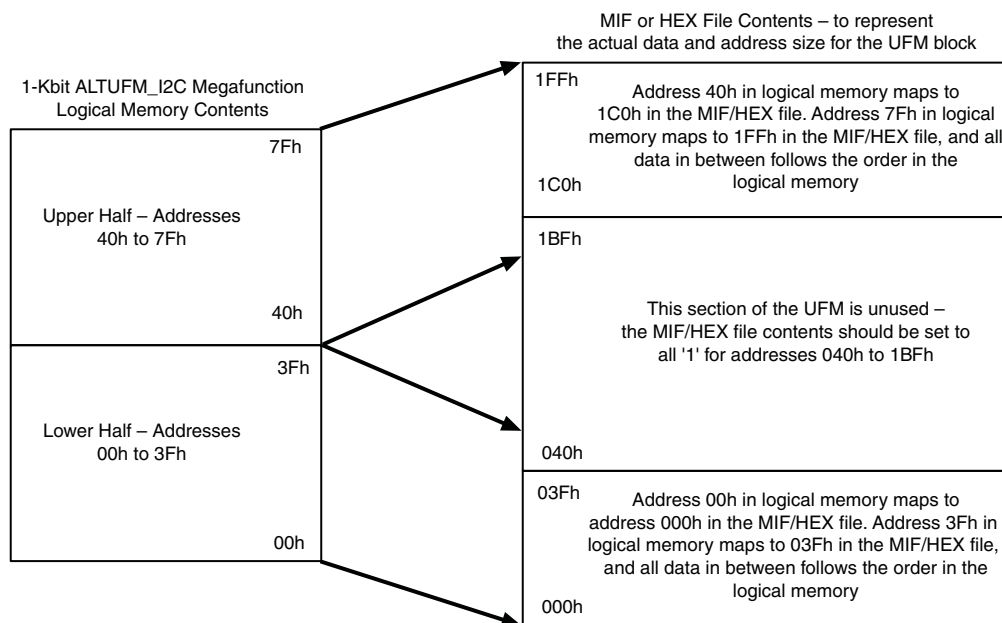 MIF or HEX File Contents – to represent
the actual data and address size for the UFM block
1-Kbit ALTUFM_I2C Megafunction
Logical Memory Contents
7Fh
Upper Half – Addresses
40h to 7Fh
40h
3Fh
Lower Half – Addresses
00h to 3Fh
00h
1FFh
Address 40h in logical memory maps to
1C0h in the MIF/HEX file. Address 7Fh in logical
memory maps to 1FFh in the MIF/HEX file, and all
data in between follows the order in the
logical memory
1C0h
1BFh
This section of the UFM is unused –
the MIF/HEX file contents should be set to
all '1' for addresses 040h to 1BFh
040h
03Fh
Address 00h in logical memory maps to
address 000h in the MIF/HEX file. Address 3Fh in
logical memory maps to 03Fh in the MIF/HEX file,
and all data in between follows the order in the
logical memory
000h